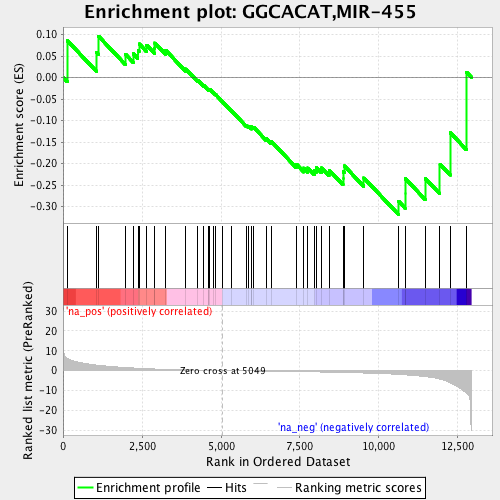 Enrichment plot: GGCACAT,MIR-455
Enrichment score (ES)
0.10
0.05
0.00
-0.05
-0.10
-0.15
-0.20
-0.25
-0.30
'na_pos' (positively correlated)
Ranked list metric (PreRanked)
30
20
10
0
-10
-20
-30
Zero cross at 5049
'na_neg' (negatively correlated)
0
2,500
5,000
7,500
10,000
12,500
Rank in Ordered Dataset
Enrichment profile
Hits
Ranking metric scores